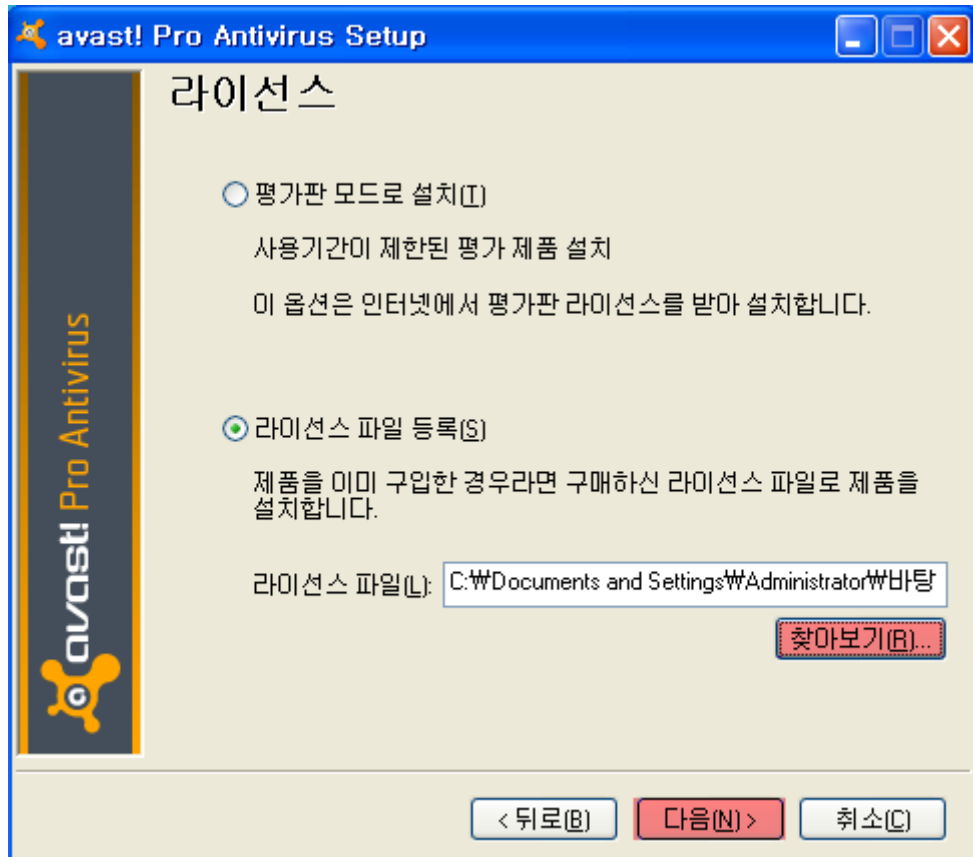 avast! Pro Antivirus Setup
라이선스
평가판 모드로 설치(T)
사용기간이 제한된 평가 제품 설치
이 옵션은 인터넷에서 평가판 라이선스를 받아 설치합니다.
라이선스 파일 등록(S)
제품을 이미 구입한 경우라면 구매하신 라이선스 파일로 제품을
설치합니다.
라이선스 파일(L): C:₩Documents and Settings₩Administrator₩바탕
찾아보기(R)...
avast! Pro Antivirus
< 뒤로(B) 다음(N) > 취소(C)